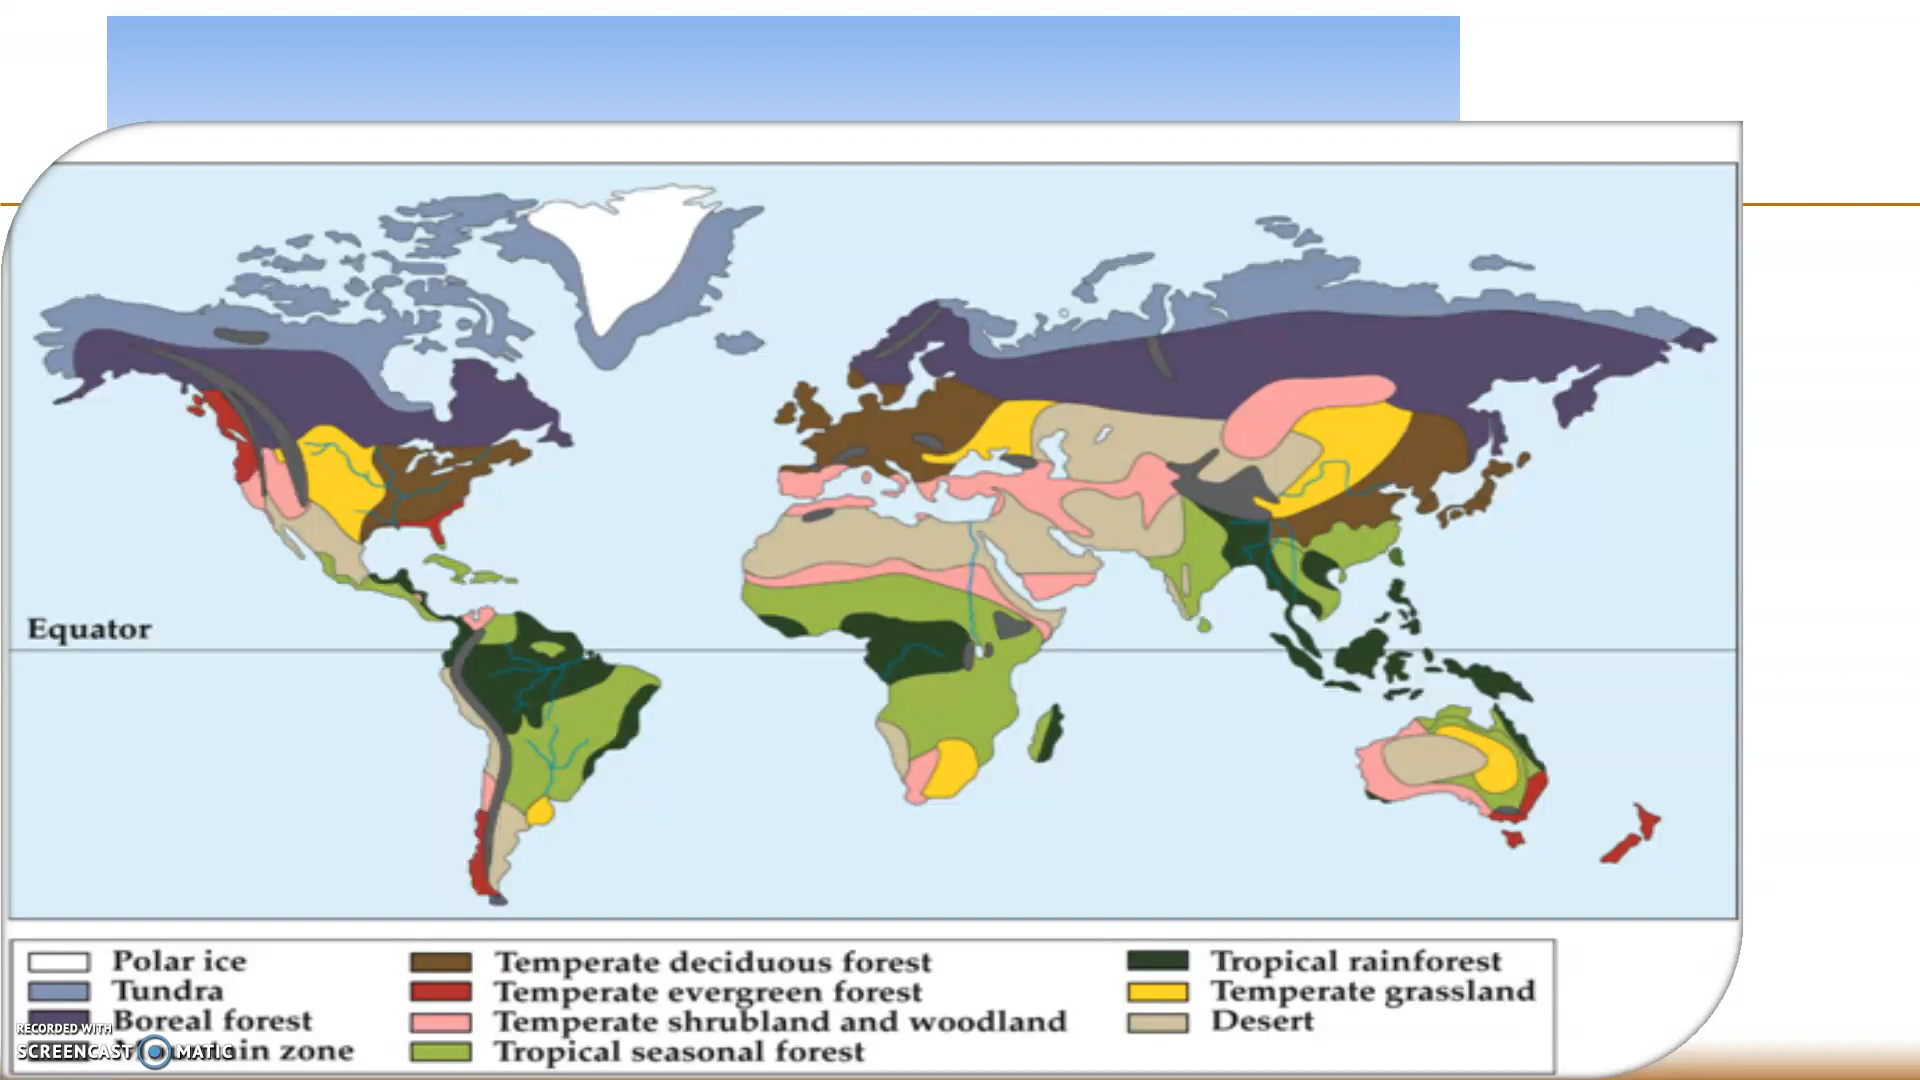 Equator
Polar ice
Tundra
Boreal forest
in zone
Temperate deciduous forest
Temperate evergreen forest
Temperate shrubland and woodland
Tropical seasonal forest
Tropical rainforest
Temperate grassland
Desert
RECORDED WITH
SCREENCAST MATIC